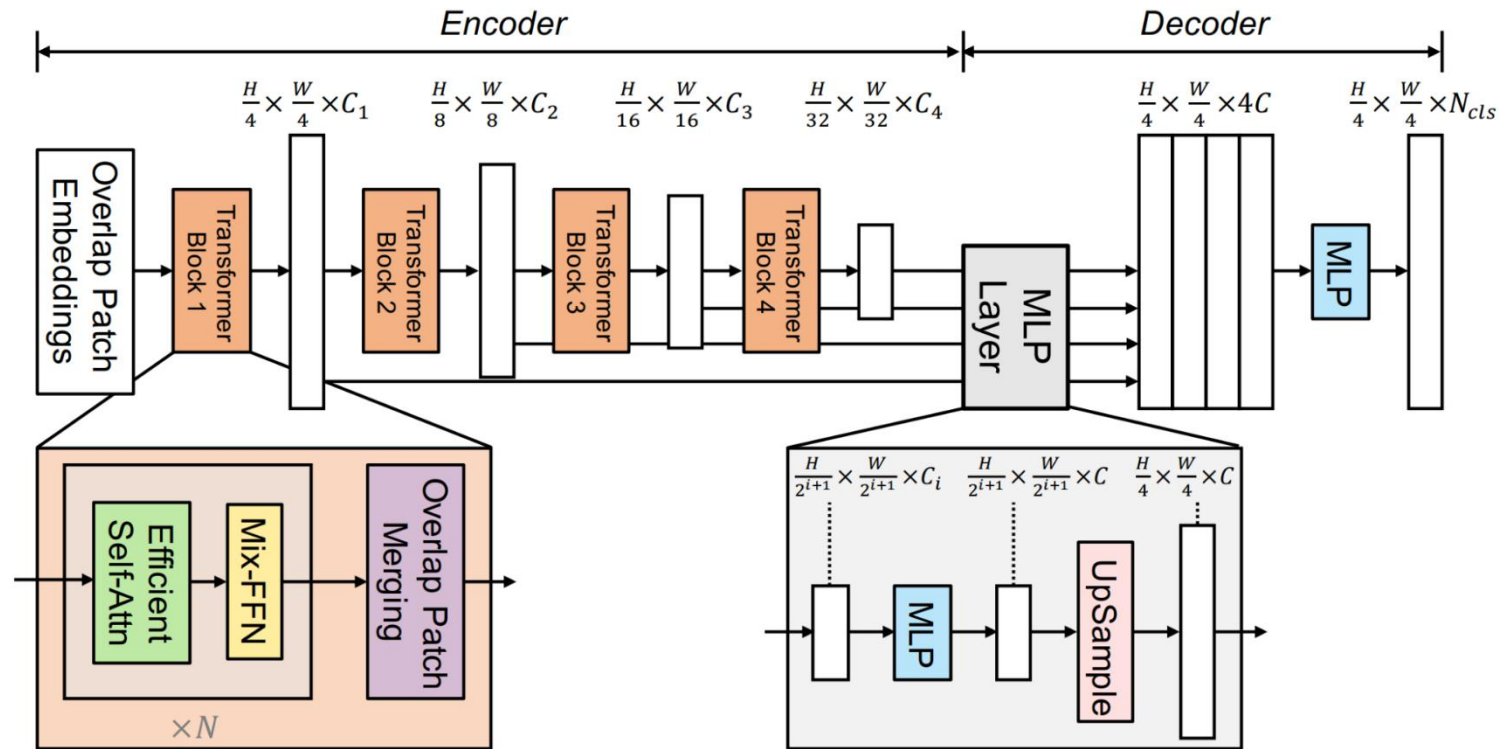 Encoder
Decoder
H/4 × W/4 × C₁
H/8 × W/8 × C₂
H/16 × W/16 × C₃
H/32 × W/32 × C₄
H/4 × W/4 × 4C
H/4 × W/4 × N_cls
Overlap Patch
Embeddings
Transformer
Block 1
Transformer
Block 2
Transformer
Block 3
Transformer
Block 4
MLP
Layer
MLP
Efficient
Self-Attn
Mix-FFN
Overlap Patch
Merging
×N
H/2^{i+1} × W/2^{i+1} × C_i
H/2^{i+1} × W/2^{i+1} × C
H/4 × W/4 × C
MLP
UpSample